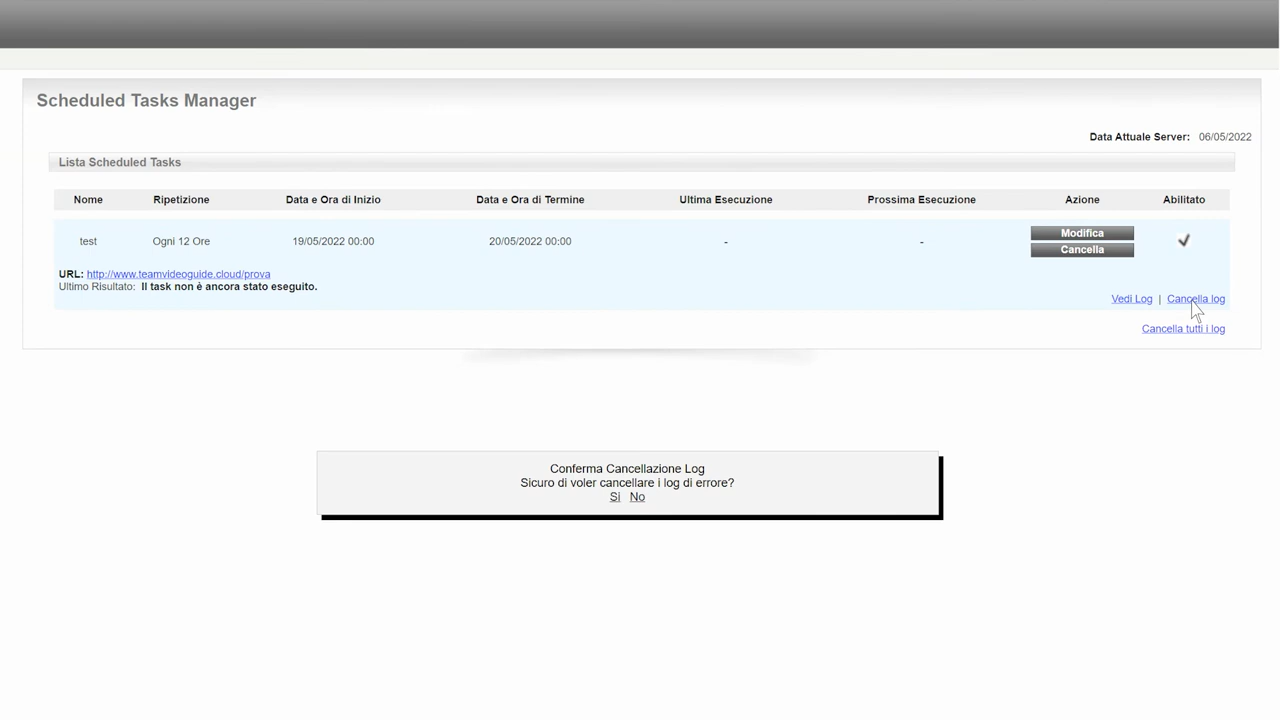 Scheduled Tasks Manager
Data Attuale Server: 06/05/2022
Lista Scheduled Tasks
Nome Ripetizione Data e Ora di Inizio Data e Ora di Termine Ultima Esecuzione Prossima Esecuzione Azione Abilitato
test Ogni 12 Ore 19/05/2022 00:00 20/05/2022 00:00 - - Modifica
Cancella
URL: http://www.teamvideoguide.cloud/prova
Ultimo Risultato: Il task non è ancora stato eseguito.
Vedi Log | Cancella log
Cancella tutti i log
Conferma Cancellazione Log
Sicuro di voler cancellare i log di errore?
Si No